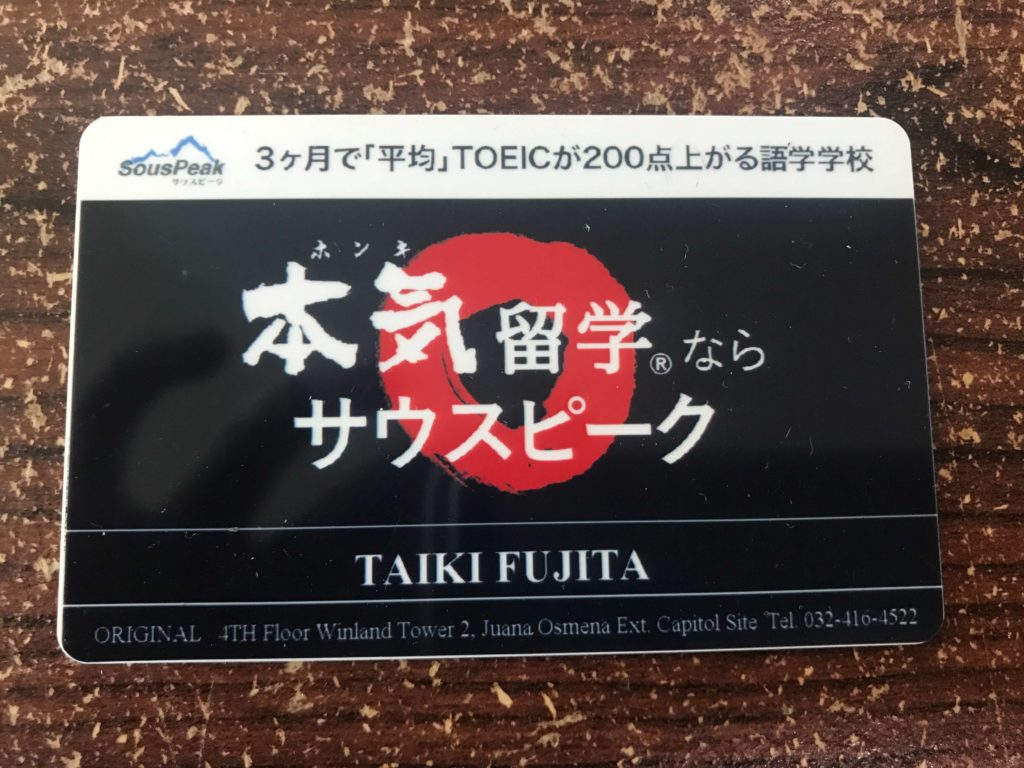 SousPeak
サウスピーク
3ヶ月で「平均」TOEICが200点上がる語学学校
ホンキ
本気留学®なら
サウスピーク
TAIKI FUJITA
ORIGINAL 4TH Floor Winland Tower 2, Juana Osmena Ext. Capitol Site Tel. 032-416-4522